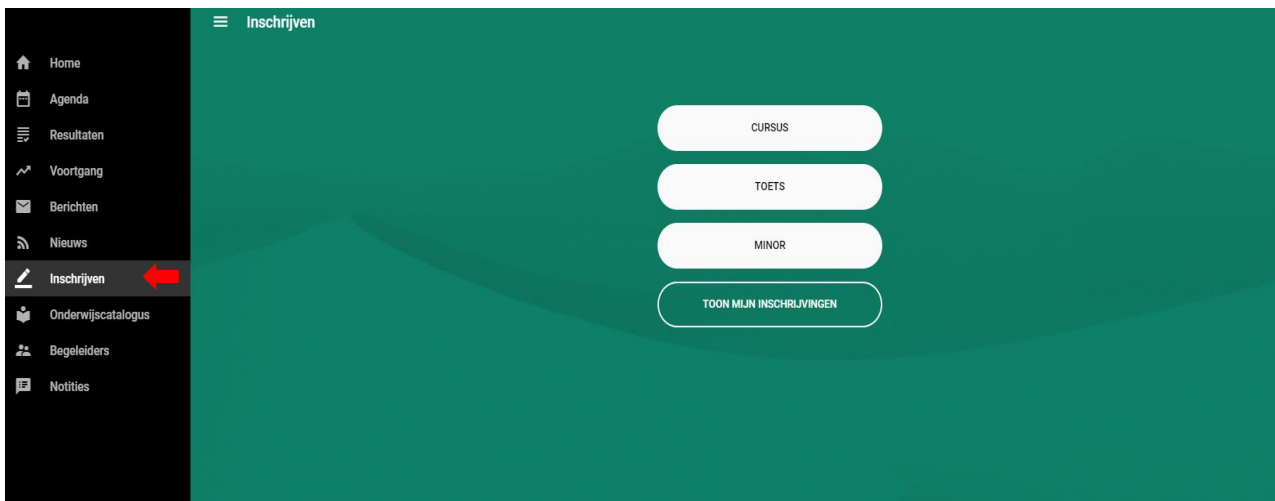 Inschrijven
Home
Agenda
Resultaten
Voortgang
Berichten
Nieuws
Inschrijven
Onderwijscatalogus
Begeleiders
Notities
CURSUS
TOETS
MINOR
TOON MIJN INSCHRIJVINGEN